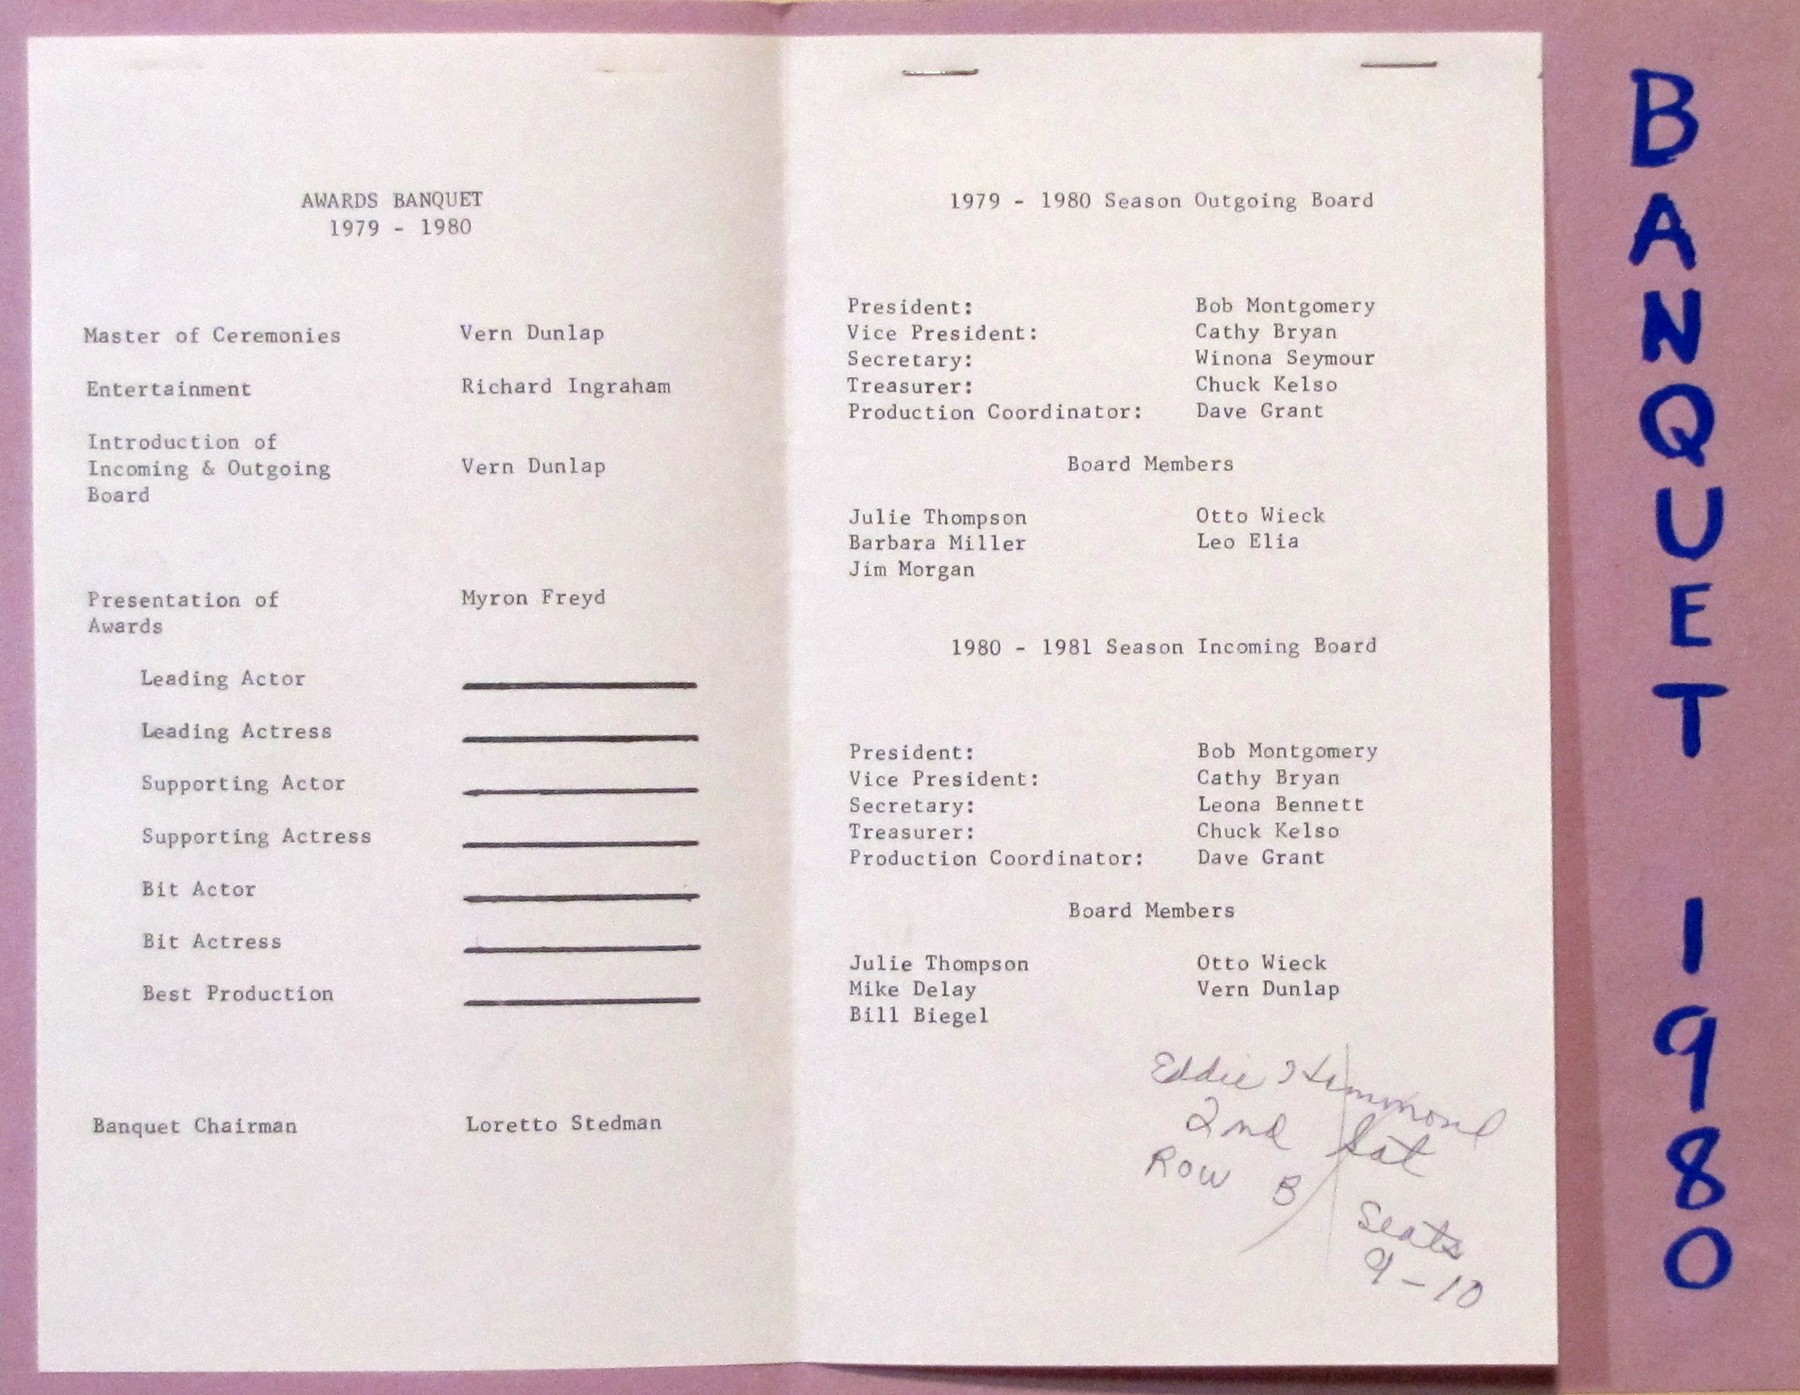 AWARDS BANQUET
1979 - 1980
Master of Ceremonies Vern Dunlap
Entertainment Richard Ingraham
Introduction of
Incoming & Outgoing Vern Dunlap
Board
Presentation of Myron Freyd
Awards
Leading Actor
Leading Actress
Supporting Actor
Supporting Actress
Bit Actor
Bit Actress
Best Production
Banquet Chairman Loretto Stedman
1979 - 1980 Season Outgoing Board
President: Bob Montgomery
Vice President: Cathy Bryan
Secretary: Winona Seymour
Treasurer: Chuck Kelso
Production Coordinator: Dave Grant
Board Members
Julie Thompson Otto Wieck
Barbara Miller Leo Elia
Jim Morgan
1980 - 1981 Season Incoming Board
President: Bob Montgomery
Vice President: Cathy Bryan
Secretary: Leona Bennett
Treasurer: Chuck Kelso
Production Coordinator: Dave Grant
Board Members
Julie Thompson Otto Wieck
Mike Delay Vern Dunlap
Bill Biegel
Eddie Hammond
2nd Sat
Row B
Seats
9-10
BANQUET 1980